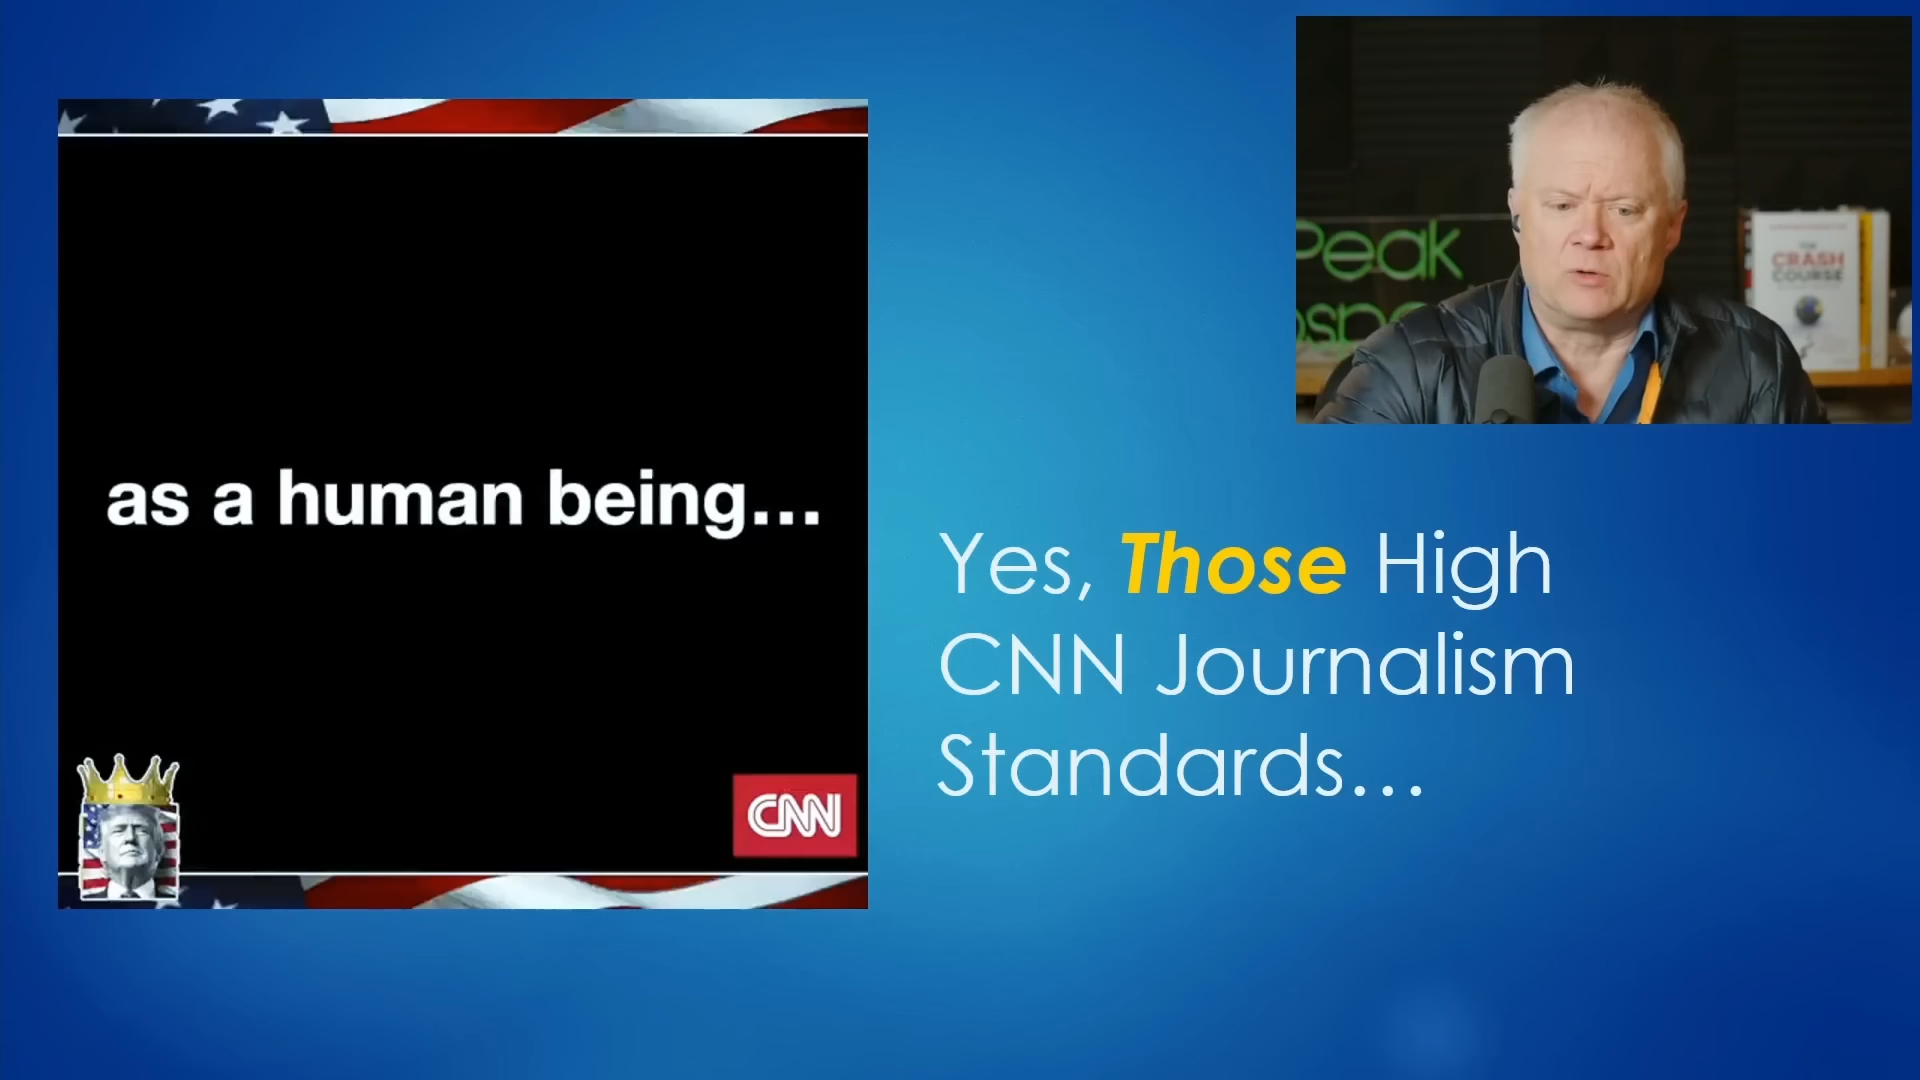 as a human being...
CNN
Yes, Those High
CNN Journalism
Standards...
Peak
CRASH
COURSE